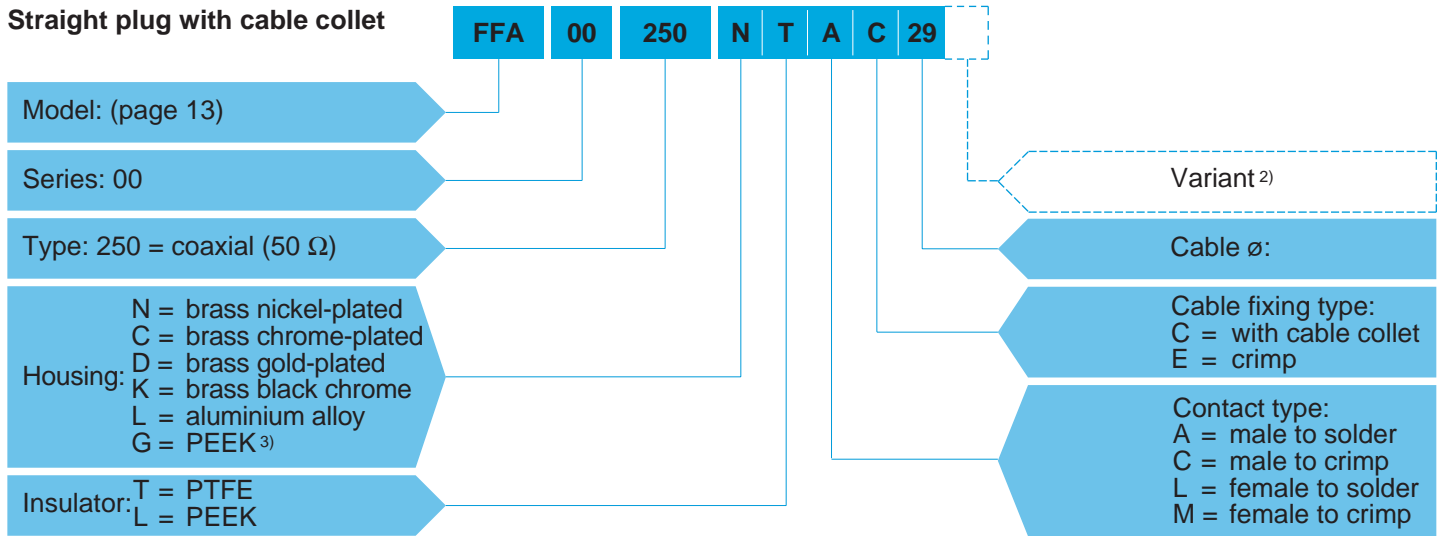 Straight plug with cable collet
FFA 00 250 N T A C 29
Model: (page 13)
Series: 00
Type: 250 = coaxial (50 Ω)
Housing:
N = brass nickel-plated
C = brass chrome-plated
D = brass gold-plated
K = brass black chrome
L = aluminium alloy
G = PEEK 3)
Insulator:
T = PTFE
L = PEEK
Variant 2)
Cable ø:
Cable fixing type:
C = with cable collet
E = crimp
Contact type:
A = male to solder
C = male to crimp
L = female to solder
M = female to crimp